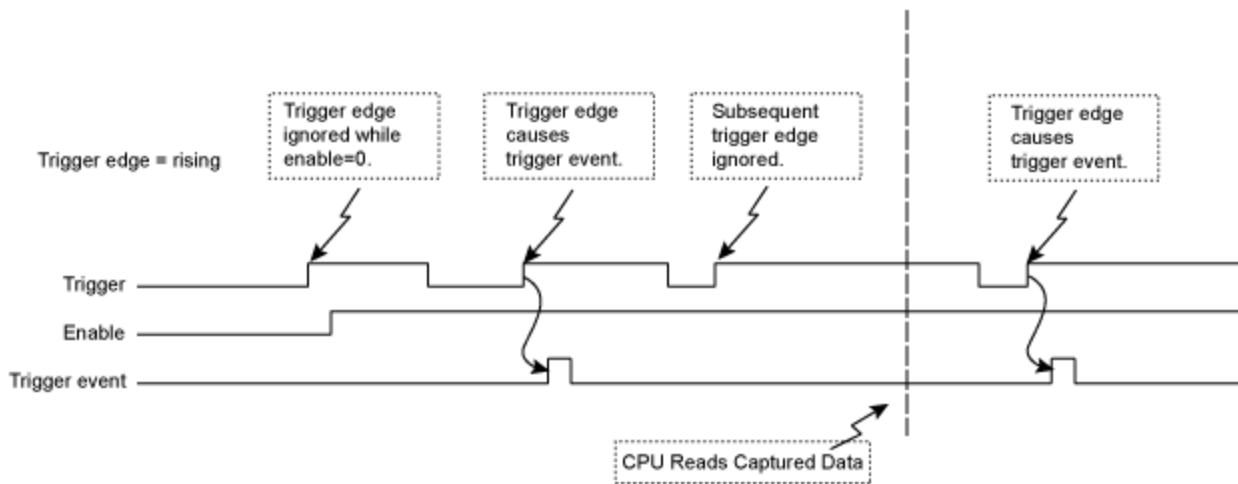 Trigger edge
ignored while
enable=0.
Trigger edge
causes
trigger event.
Subsequent
trigger edge
ignored.
Trigger edge
causes
trigger event.
Trigger edge = rising
Trigger
Enable
Trigger event
CPU Reads Captured Data